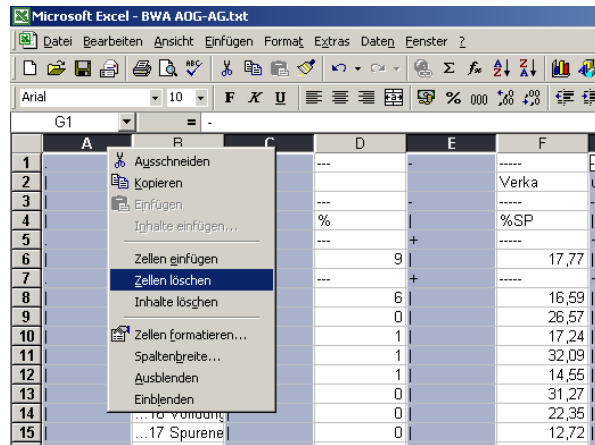 Microsoft Excel - BWA AOG-AG.txt
Datei Bearbeiten Ansicht Einfügen Format Extras Daten Fenster ?
Arial 10 F K U % 000
G1 = -
A B C D E F
1 --- - -----
2 | Verka
3 | --- - -----
4 | % | %SP
5 . --- + -----
6 | 9 | 17,77
7 . --- + -----
8 | 6 | 16,59
9 | 0 | 26,57
10 | 1 | 17,24
11 | 1 | 32,09
12 | 1 | 14,55
13 | 0 | 31,27
14 | 0 | 22,35
15 | ...17 Spurene | 0 | 12,72
Ausschneiden
Kopieren
Einfügen
Inhalte einfügen...
Zellen einfügen
Zellen löschen
Inhalte löschen
Zellen formatieren...
Spaltenbreite...
Ausblenden
Einblenden